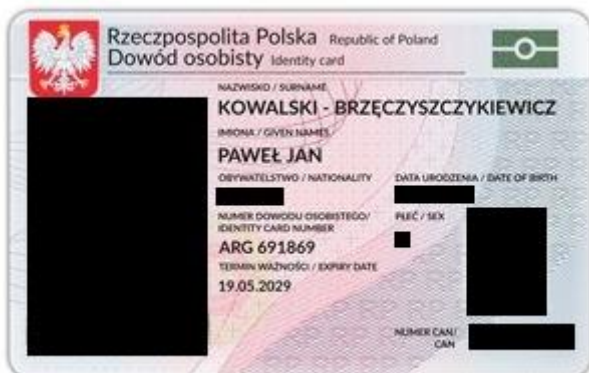 Rzeczpospolita Polska Republic of Poland
Dowód osobisty Identity card
NAZWISKO / SURNAME
KOWALSKI - BRZĘCZYSZCZYKIEWICZ
IMIONA / GIVEN NAMES
PAWEŁ JAN
OBYWATELSTWO / NATIONALITY DATA URODZENIA / DATE OF BIRTH
NUMER DOWODU OSOBISTEGO/ PŁEĆ / SEX
IDENTITY CARD NUMBER
ARG 691869
TERMIN WAŻNOŚCI / EXPIRY DATE
19.05.2029
NUMER CAN/
CAN